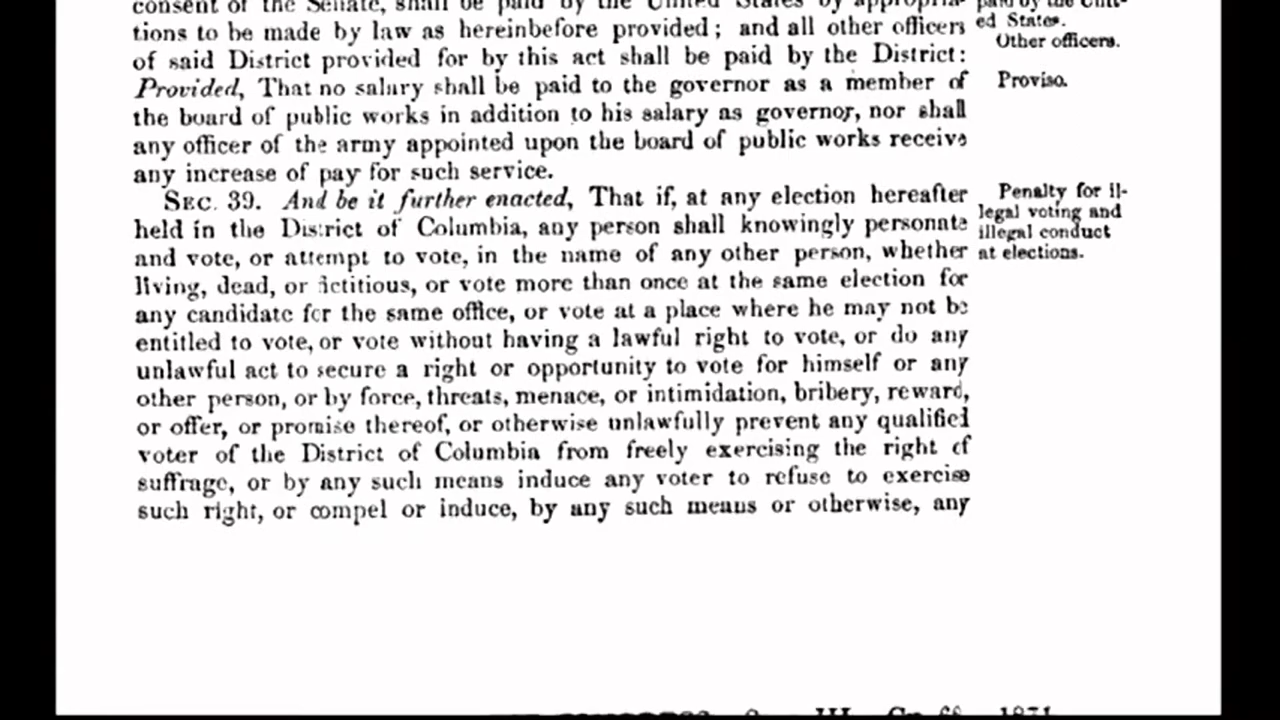 consent of the Senate, shall be paid by the United States by appropria-
tions to be made by law as hereinbefore provided; and all other officers
of said District provided for by this act shall be paid by the District:
Provided, That no salary shall be paid to the governor as a member of
the board of public works in addition to his salary as governor, nor shall
any officer of the army appointed upon the board of public works receive
any increase of pay for such service.
SEC. 39. And be it further enacted, That if, at any election hereafter
held in the District of Columbia, any person shall knowingly personate
and vote, or attempt to vote, in the name of any other person, whether
living, dead, or fictitious, or vote more than once at the same election for
any candidate for the same office, or vote at a place where he may not be
entitled to vote, or vote without having a lawful right to vote, or do any
unlawful act to secure a right or opportunity to vote for himself or any
other person, or by force, threats, menace, or intimidation, bribery, reward,
or offer, or promise thereof, or otherwise unlawfully prevent any qualified
voter of the District of Columbia from freely exercising the right of
suffrage, or by any such means induce any voter to refuse to exercise
such right, or compel or induce, by any such means or otherwise, any
paid by the Unit-
ed States.
Other officers.
Proviso.
Penalty for il-
legal voting and
illegal conduct
at elections.
III. 1871